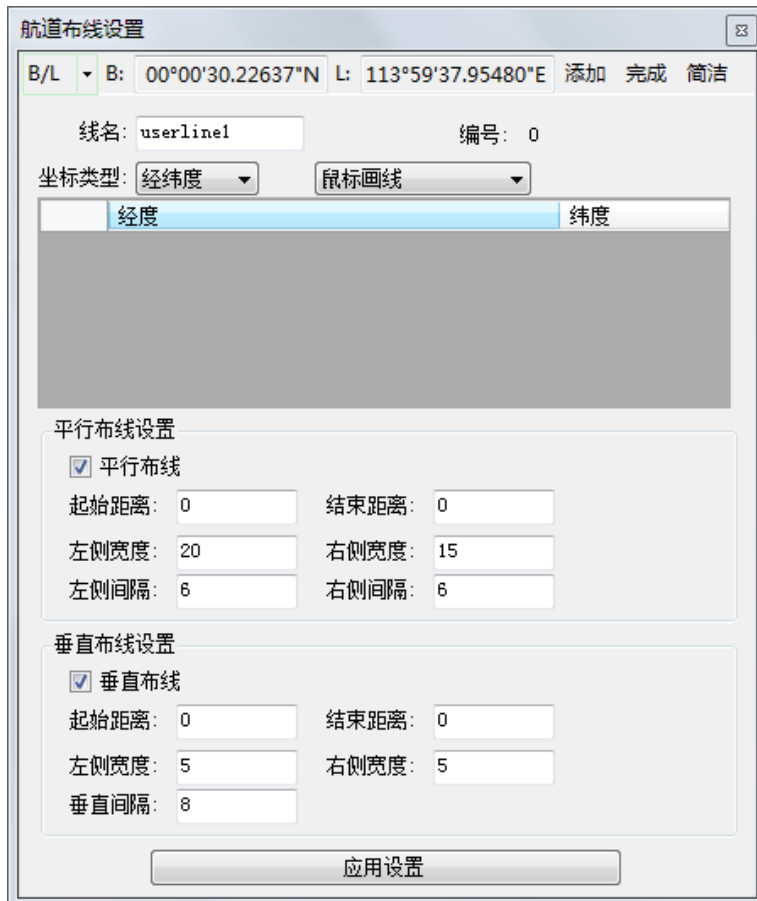 航道布线设置
B/L B: 00°00'30.22637"N L: 113°59'37.95480"E 添加 完成 简洁
线名: userline1 编号: 0
坐标类型: 经纬度 鼠标画线
经度 纬度
平行布线设置
平行布线
起始距离: 0 结束距离: 0
左侧宽度: 20 右侧宽度: 15
左侧间隔: 6 右侧间隔: 6
垂直布线设置
垂直布线
起始距离: 0 结束距离: 0
左侧宽度: 5 右侧宽度: 5
垂直间隔: 8
应用设置